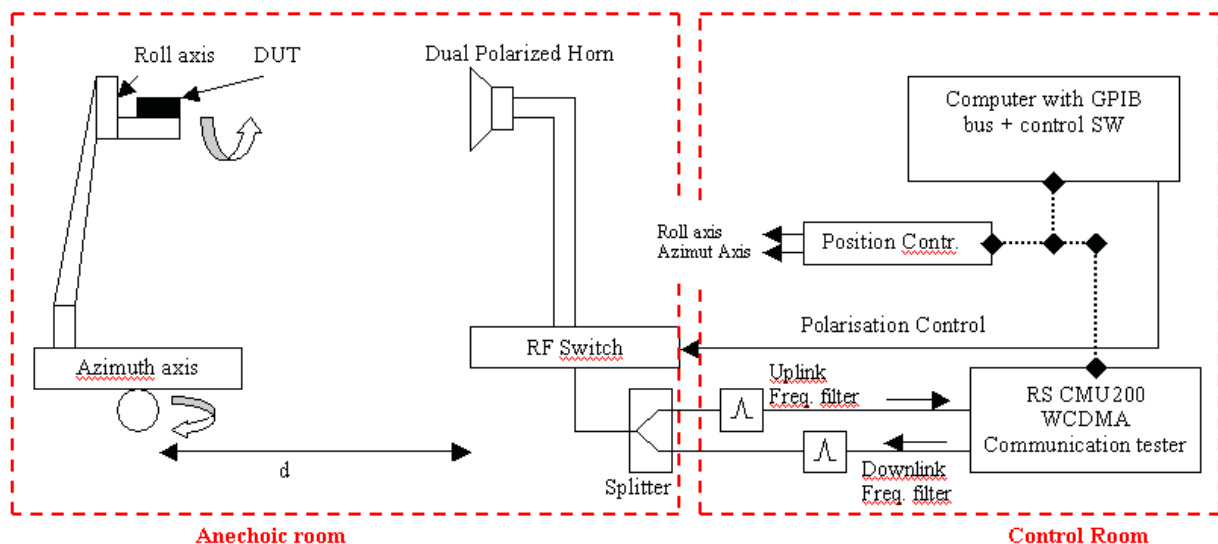 Roll axis
DUT
Dual Polarized Horn
Computer with GPIB
bus + control SW
Roll axis
Azimut Axis
Position Contr.
Polarisation Control
RF Switch
Azimuth axis
Uplink
Freq. filter
RS CMU200
WCDMA
Communication tester
d
Splitter
Downlink
Freq. filter
Anechoic room
Control Room